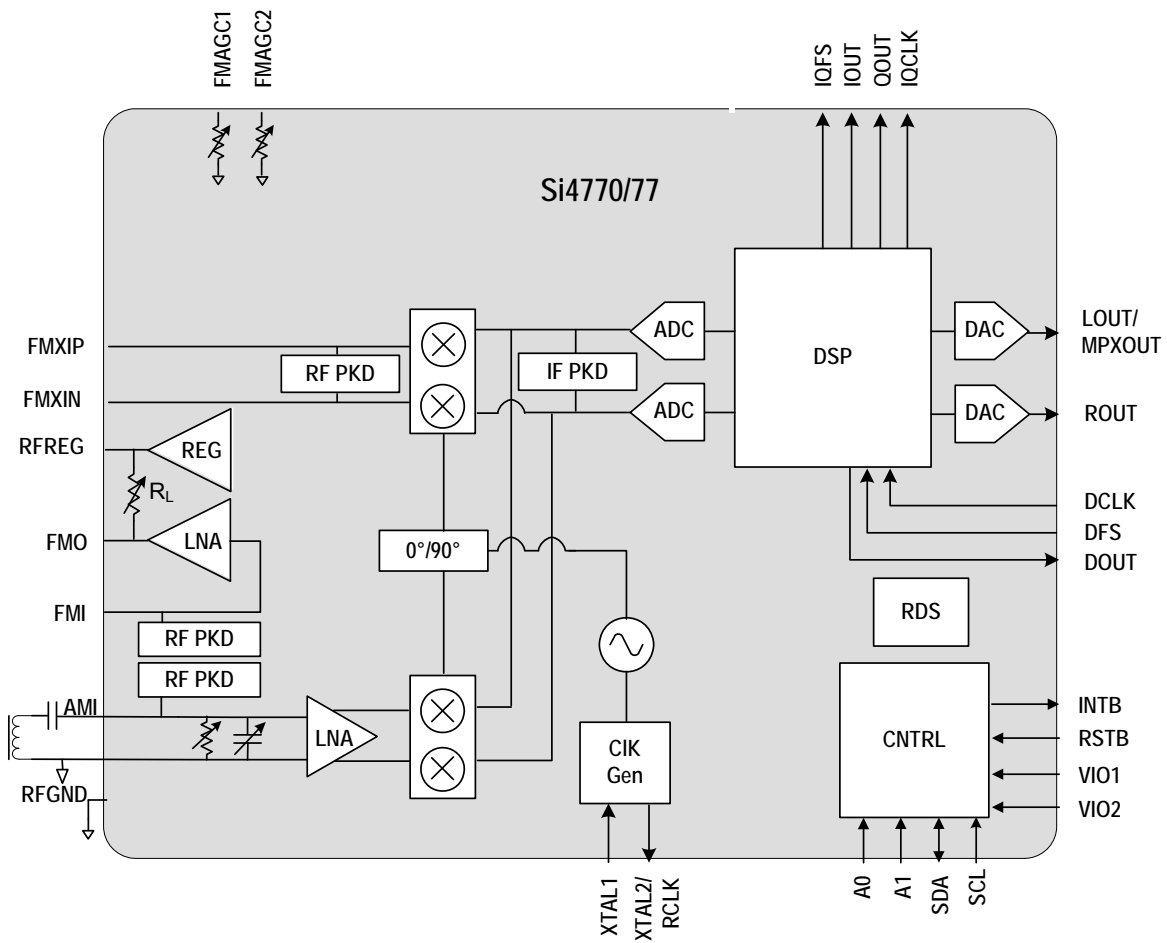 FMAGC1
FMAGC2
IQFS
IOUT
QOUT
IQCLK
Si4770/77
FMXIP
RF PKD
FMXIN
IF PKD
ADC
ADC
DSP
DAC
LOUT/
MPXOUT
DAC
ROUT
RFREG
REG
RL
FMO
LNA
0°/90°
DCLK
DFS
DOUT
FMI
RF PKD
RF PKD
RDS
AMI
LNA
RFGND
ClK
Gen
CNTRL
INTB
RSTB
VIO1
VIO2
XTAL1
XTAL2/
RCLK
A0
A1
SDA
SCL